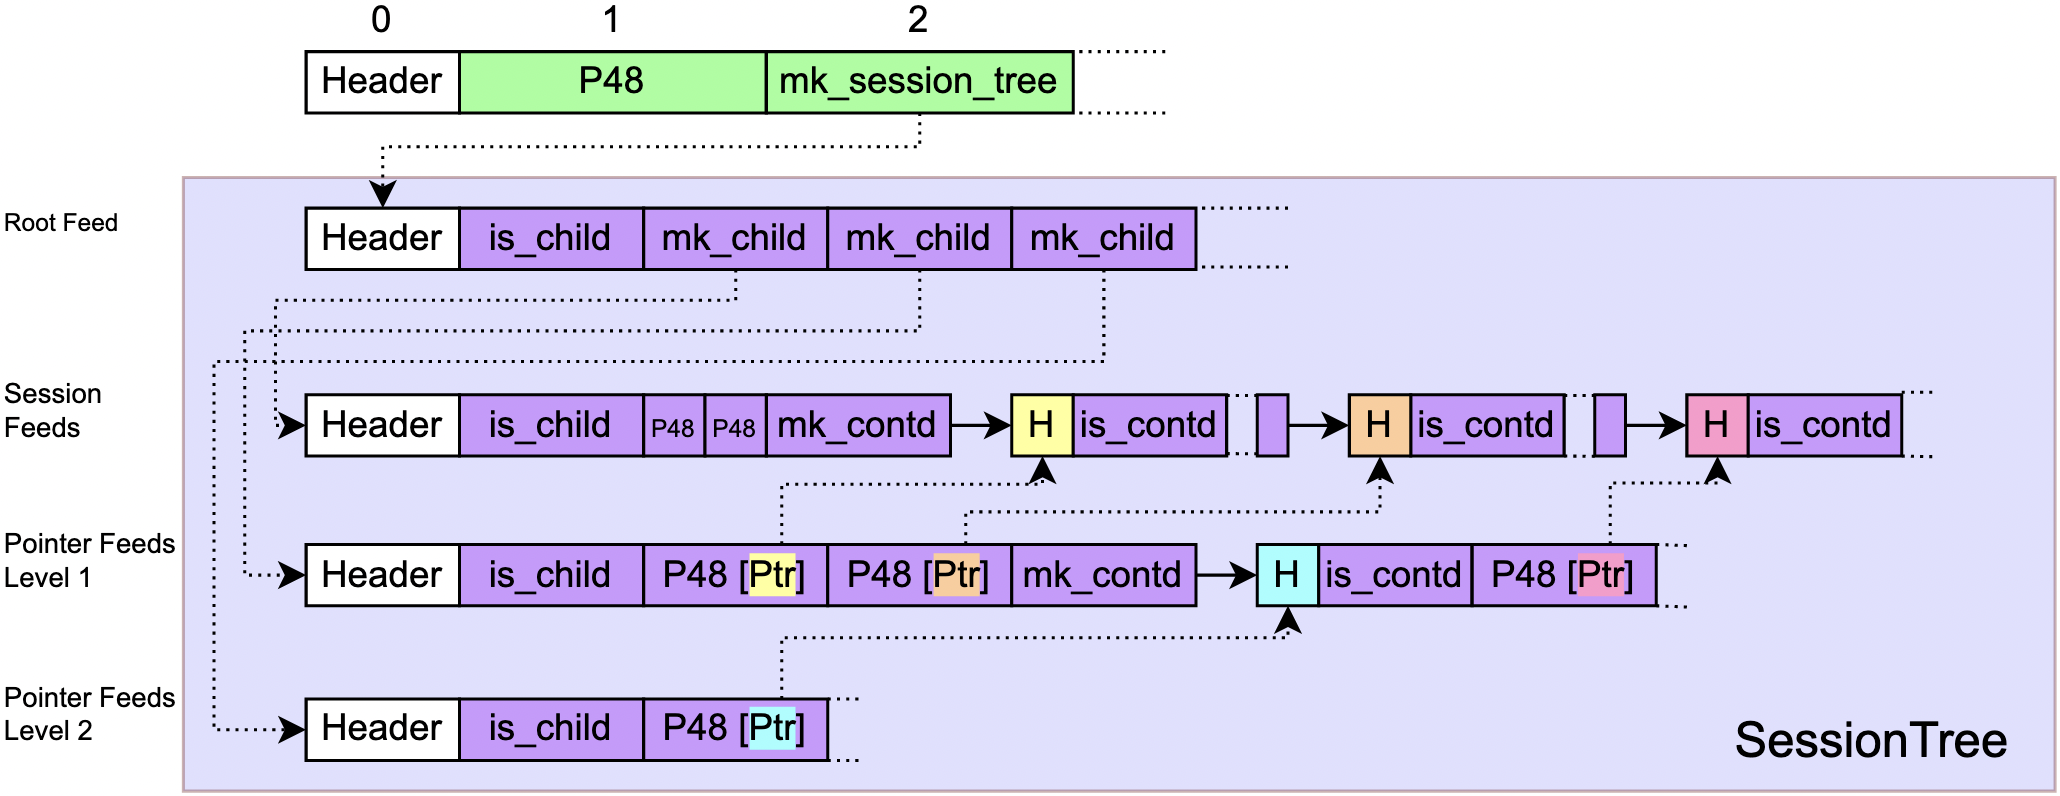 0 1 2
Header P48 mk_session_tree
Root Feed
Header is_child mk_child mk_child mk_child
Session
Feeds
Header is_child P48 P48 mk_contd H is_contd H is_contd H is_contd
Pointer Feeds
Level 1
Header is_child P48 [Ptr] P48 [Ptr] mk_contd H is_contd P48 [Ptr]
Pointer Feeds
Level 2
Header is_child P48 [Ptr]
SessionTree